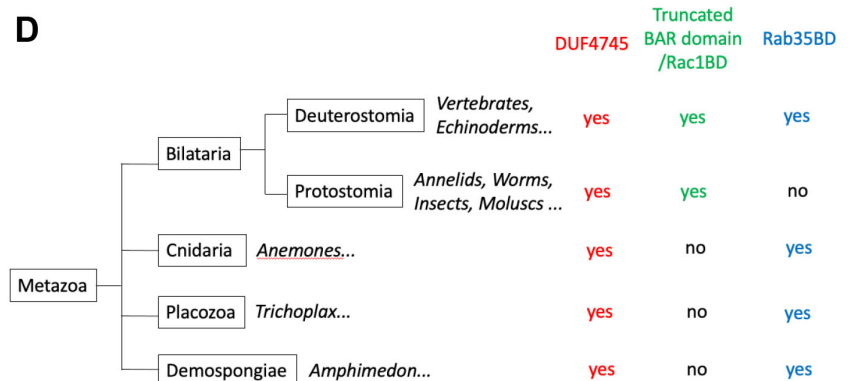 D
DUF4745
Truncated
BAR domain
/Rac1BD
Rab35BD
Metazoa
Bilataria
Deuterostomia
Vertebrates,
Echinoderms...
yes
yes
yes
Protostomia
Annelids, Worms,
Insects, Moluscs ...
yes
yes
no
Cnidaria
Anemones...
yes
no
yes
Placozoa
Trichoplax...
yes
no
yes
Demospongiae
Amphimedon...
yes
no
yes